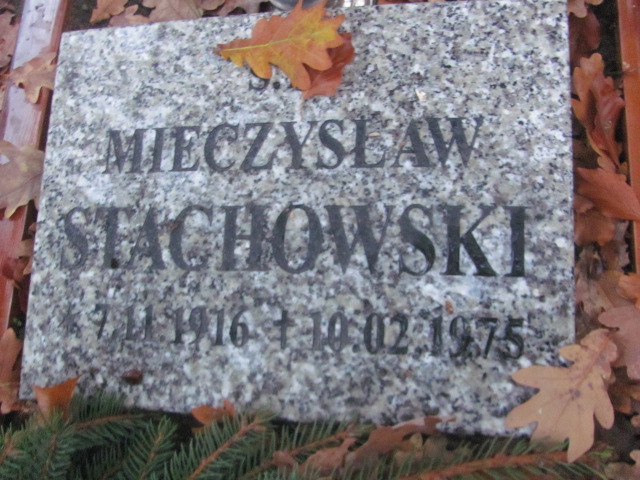 MIECZYSŁAW
STACHOWSKI
* 7.11 1916 † 10.02 1975